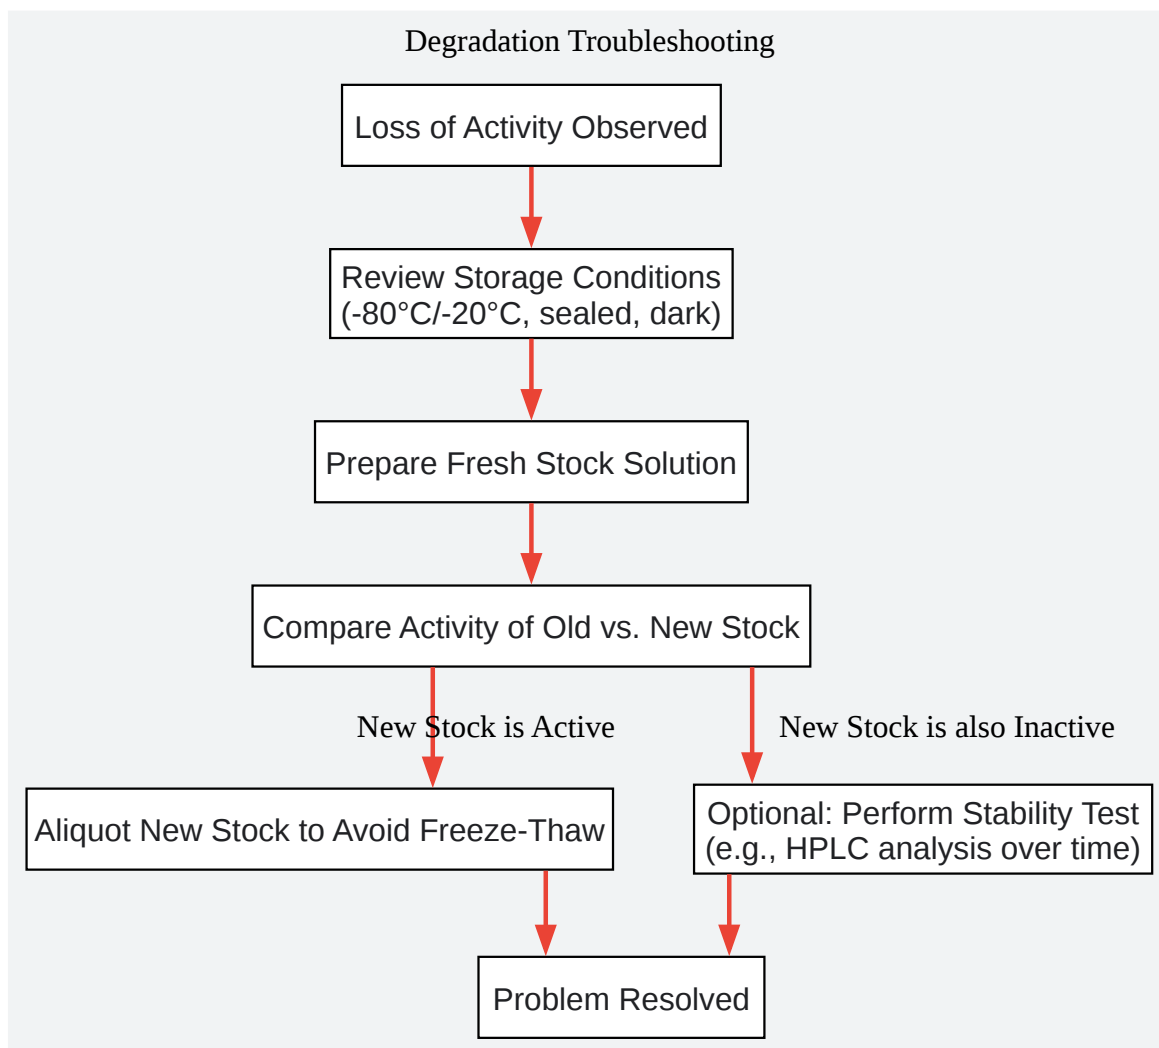 Degradation Troubleshooting
Loss of Activity Observed
Review Storage Conditions
(-80°C/-20°C, sealed, dark)
Prepare Fresh Stock Solution
Compare Activity of Old vs. New Stock
New Stock is Active
New Stock is also Inactive
Aliquot New Stock to Avoid Freeze-Thaw
Optional: Perform Stability Test
(e.g., HPLC analysis over time)
Problem Resolved